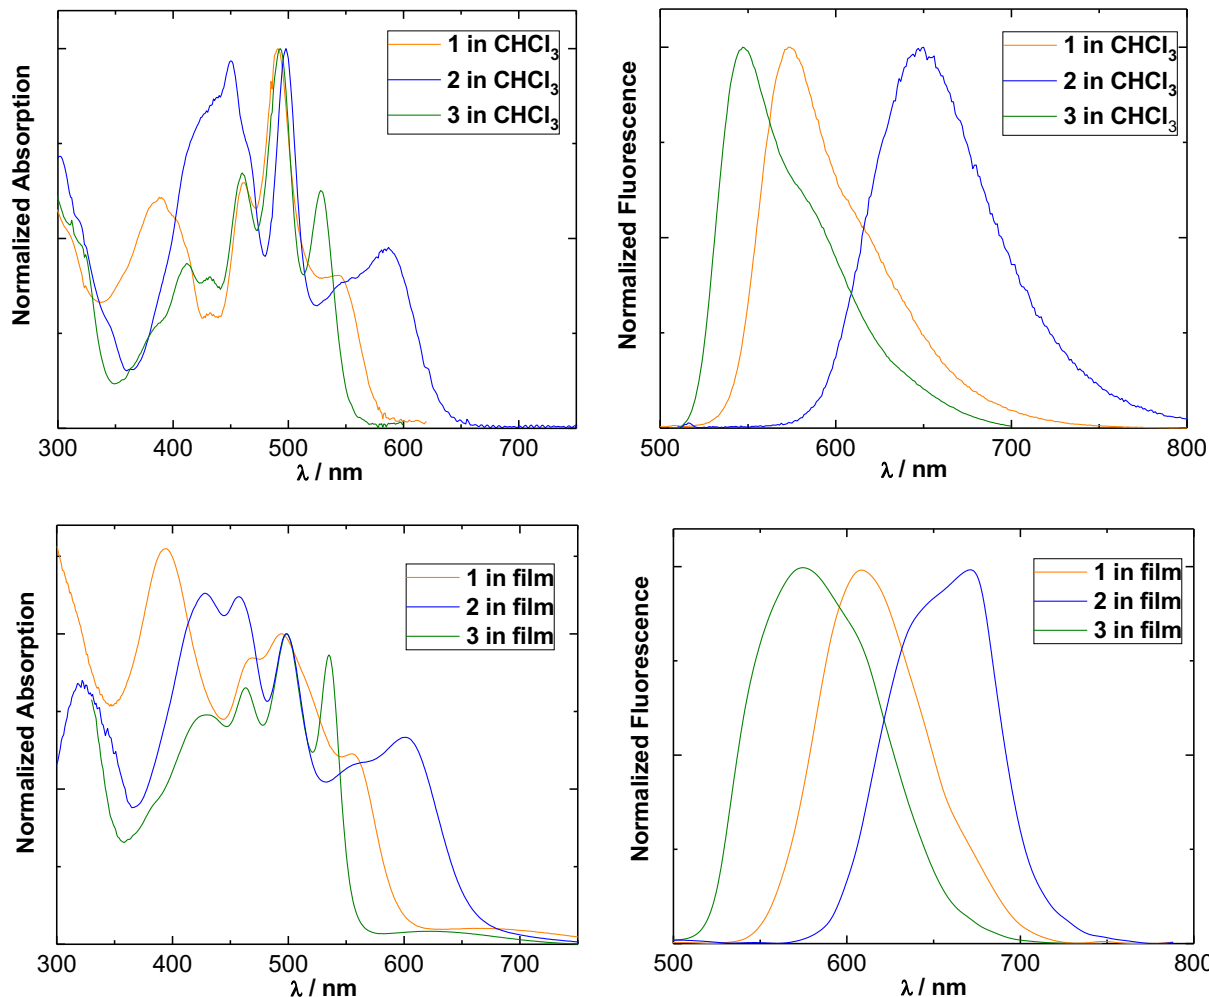 Normalized Absorption
1 in CHCl3
2 in CHCl3
3 in CHCl3
300 400 500 600 700
λ / nm
Normalized Fluorescence
1 in CHCl3
2 in CHCl3
3 in CHCl3
500 600 700 800
λ / nm
Normalized Absorption
1 in film
2 in film
3 in film
300 400 500 600 700
λ / nm
Normalized Fluorescence
1 in film
2 in film
3 in film
500 600 700 800
λ / nm